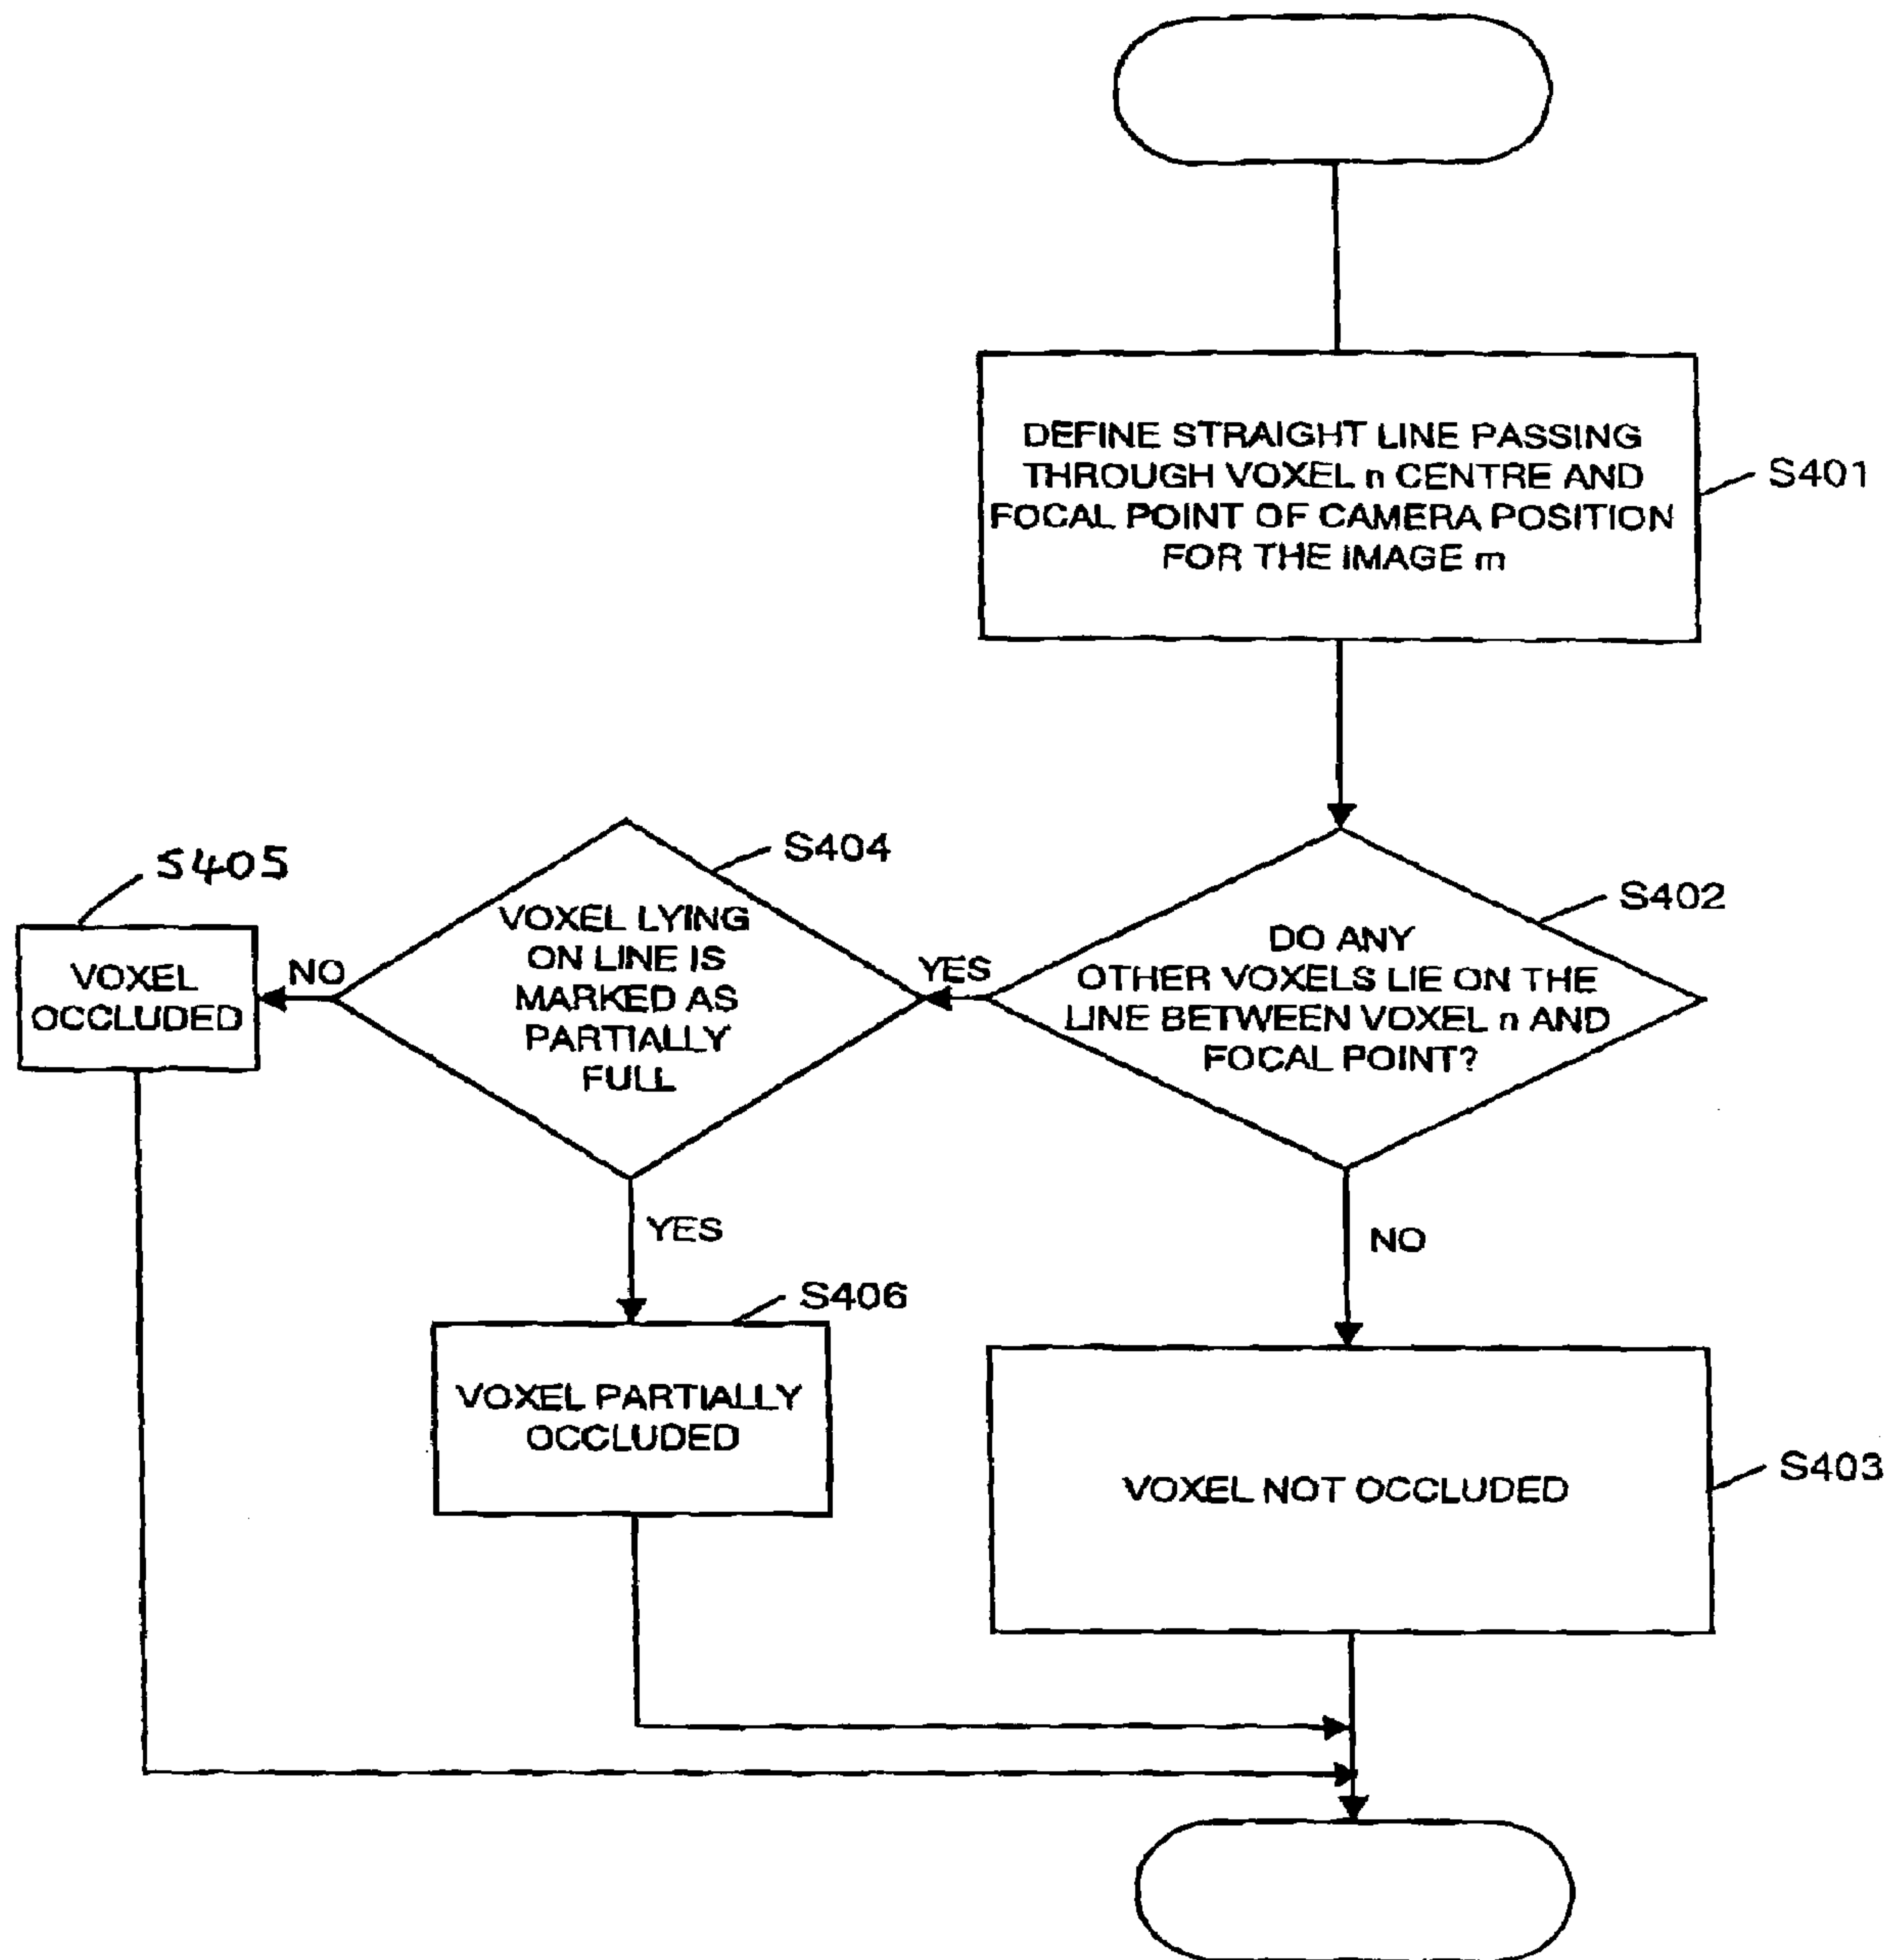 DEFINE STRAIGHT LINE PASSING
THROUGH VOXEL n CENTRE AND
FOCAL POINT OF CAMERA POSITION
FOR THE IMAGE m
S401
DO ANY
OTHER VOXELS LIE ON THE
LINE BETWEEN VOXEL n AND
FOCAL POINT?
S402
YES
NO
VOXEL LYING
ON LINE IS
MARKED AS
PARTIALLY
FULL
S404
NO
YES
VOXEL
OCCLUDED
S405
VOXEL PARTIALLY
OCCLUDED
S406
VOXEL NOT OCCLUDED
S403